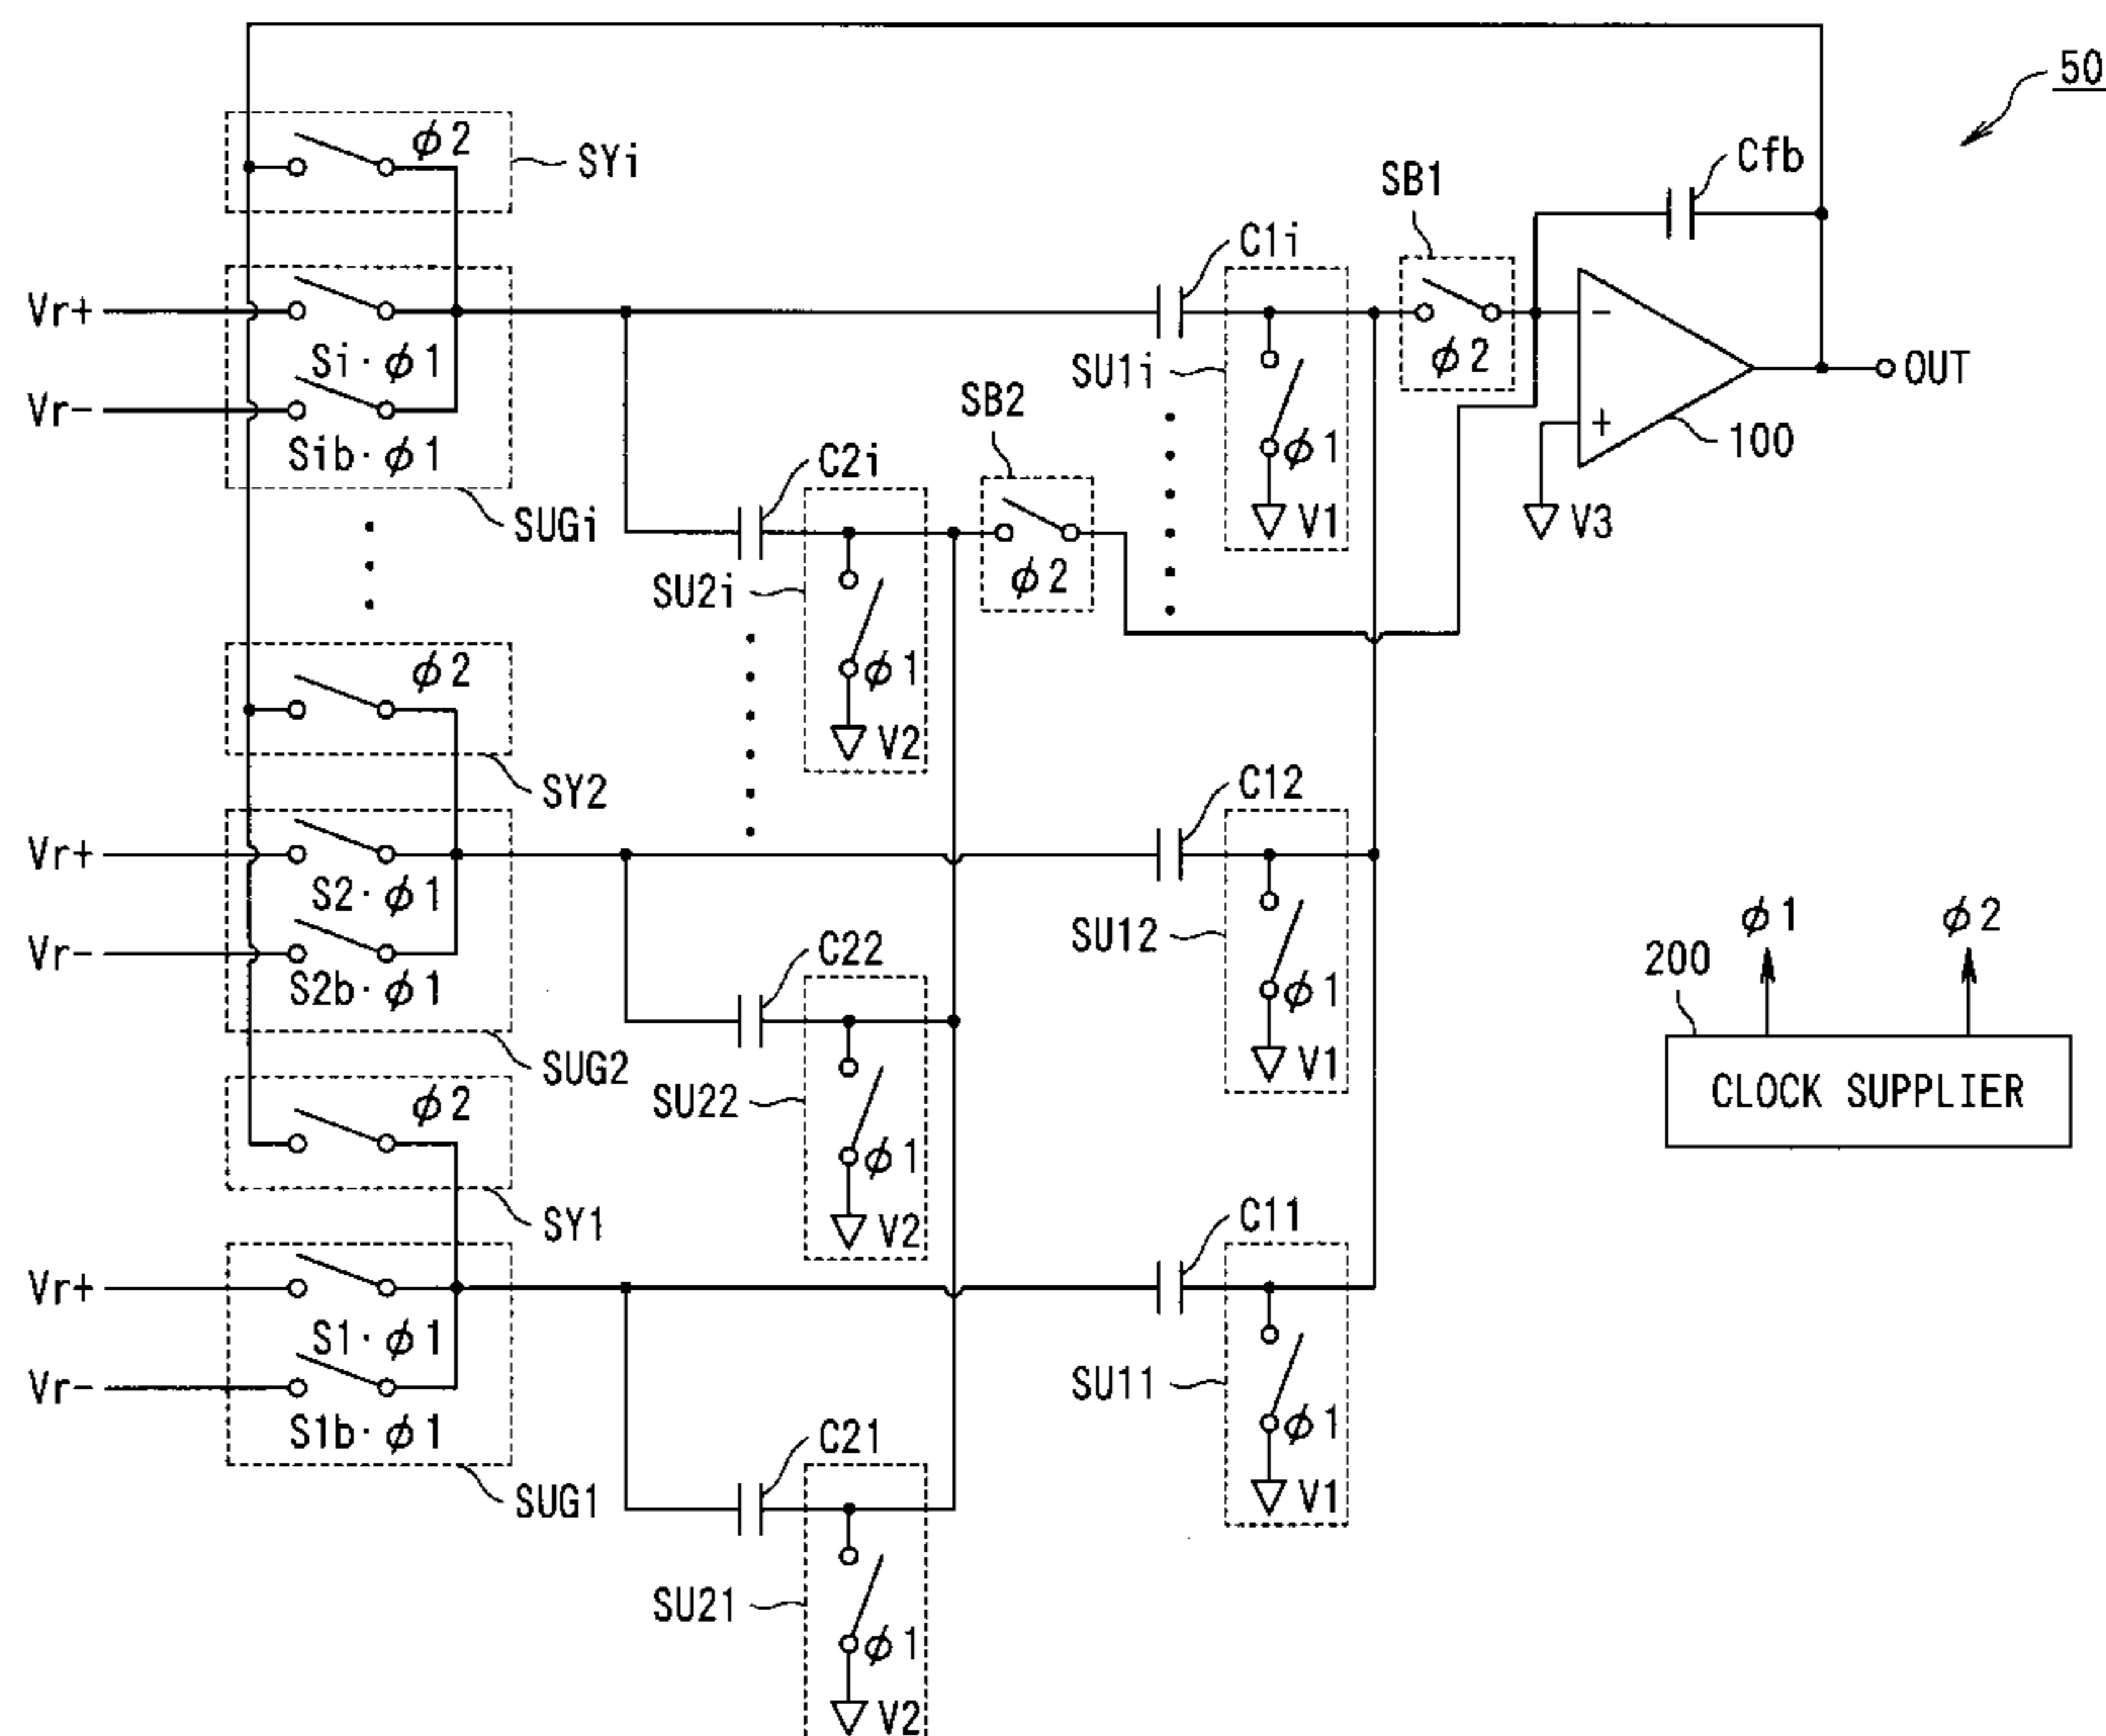 50
ϕ2
SYi
Cfb
SB1
C1i
Vr+
Si·ϕ1
SU1i
ϕ2
−
OUT
Vr−
SB2
+
100
Sib·ϕ1
C2i
ϕ1
SUGi
V1
V3
SU2i
ϕ2
ϕ2
ϕ1
V2
SY2
C12
Vr+
S2·ϕ1
ϕ1
ϕ2
Vr−
C22
SU12
200
S2b·ϕ1
ϕ1
SUG2
V1
CLOCK SUPPLIER
ϕ2
SU22
ϕ1
SY1
V2
C11
Vr+
S1·ϕ1
SU11
Vr−
S1b·ϕ1
C21
ϕ1
SUG1
V1
SU21
ϕ1
V2